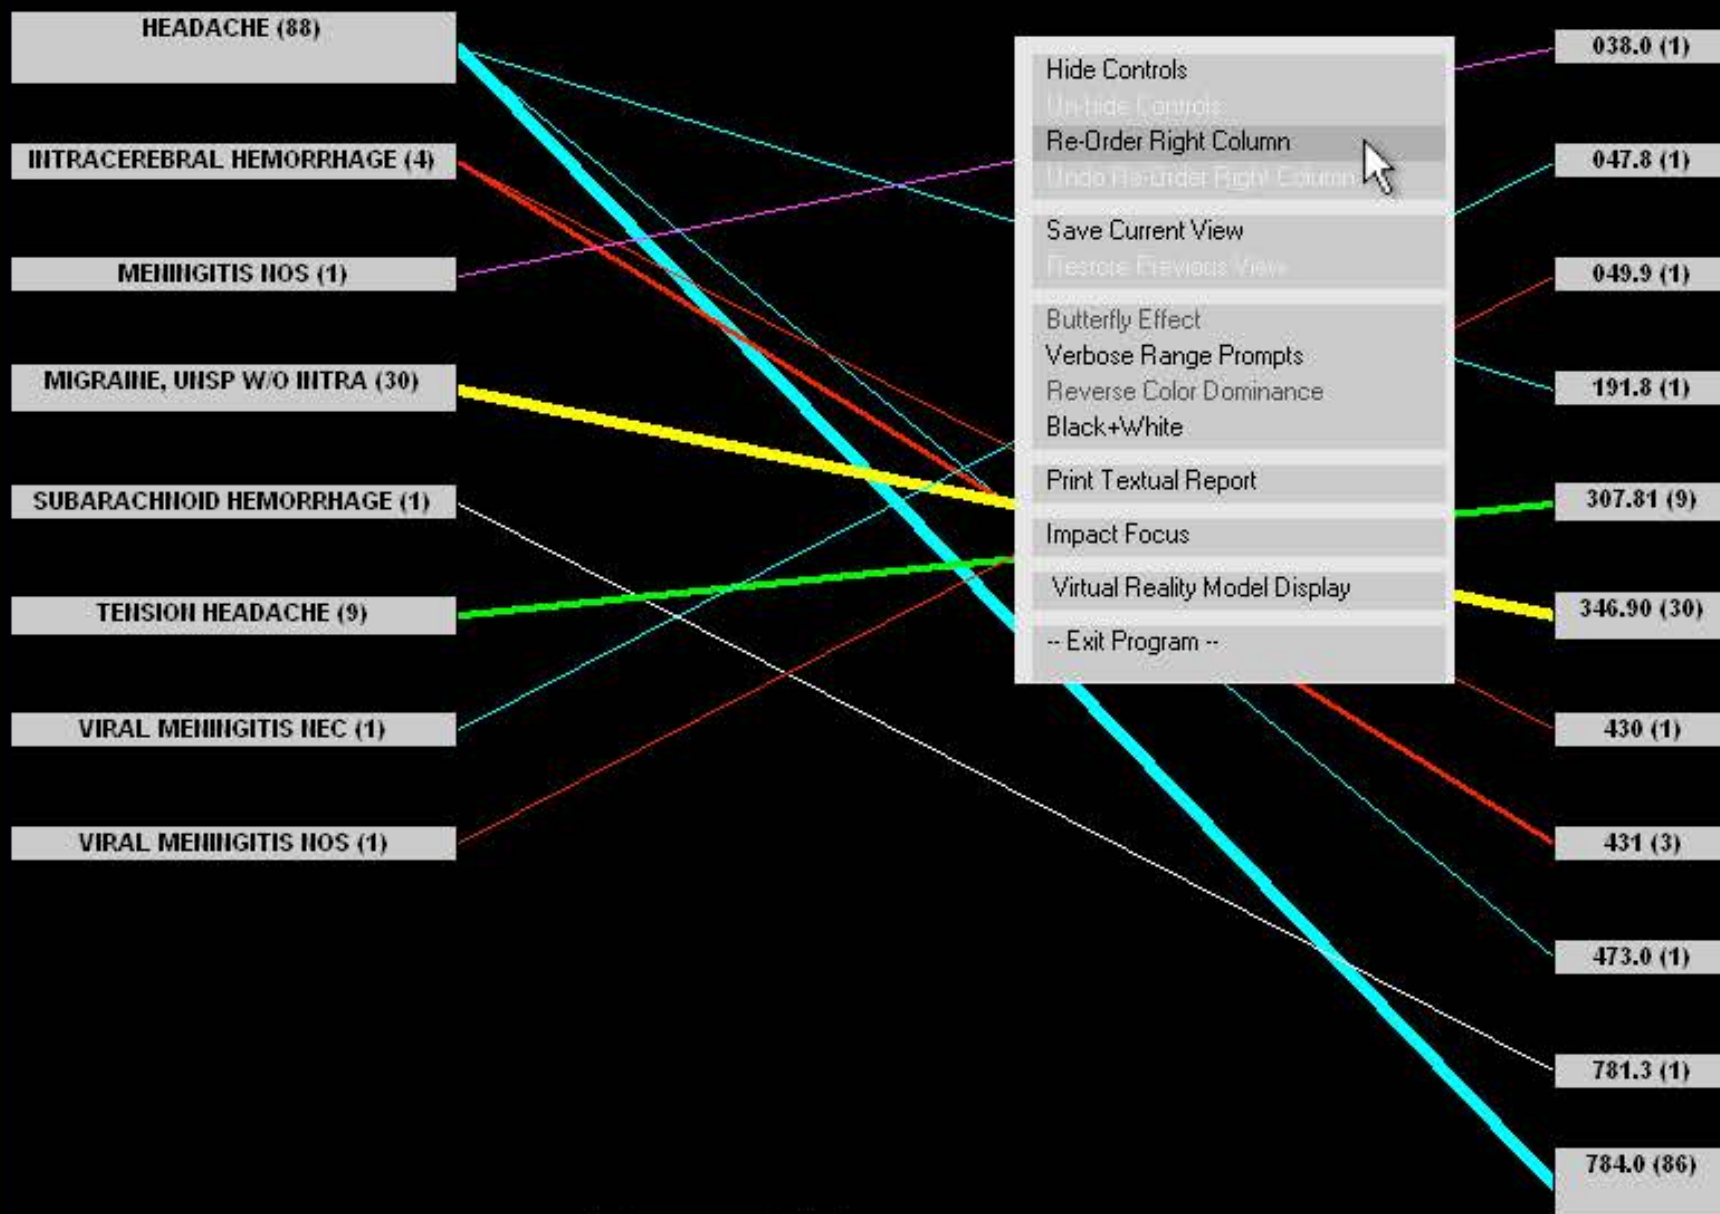 HEADACHE (88)
INTRACEREBRAL HEMORRHAGE (4)
MENINGITIS NOS (1)
MIGRAINE, UNSP W/O INTRA (30)
SUBARACHNOID HEMORRHAGE (1)
TENSION HEADACHE (9)
VIRAL MENINGITIS NEC (1)
VIRAL MENINGITIS NOS (1)
Hide Controls
Un-hide Controls
Re-Order Right Column
Undo Re-Order Right Column
Save Current View
Restore Previous View
Butterfly Effect
Verbose Range Prompts
Reverse Color Dominance
Black+White
Print Textual Report
Impact Focus
Virtual Reality Model Display
-- Exit Program --
038.0 (1)
047.8 (1)
049.9 (1)
191.8 (1)
307.81 (9)
346.90 (30)
430 (1)
431 (3)
473.0 (1)
781.3 (1)
784.0 (86)